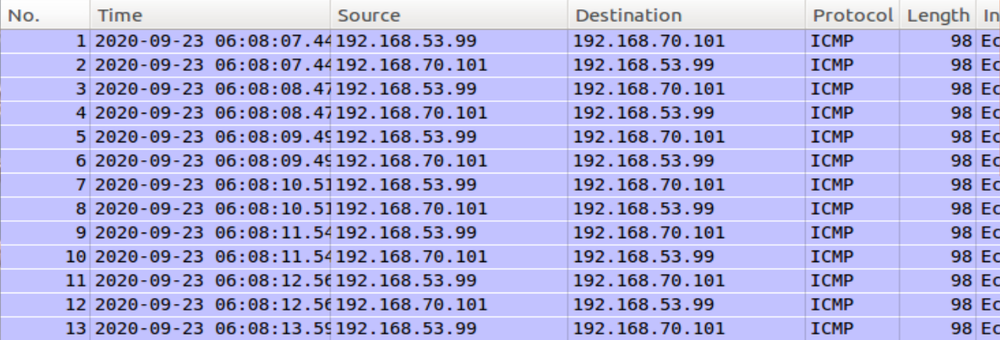 No. Time Source Destination Protocol Length In
1 2020-09-23 06:08:07.44 192.168.53.99 192.168.70.101 ICMP 98 Ec
2 2020-09-23 06:08:07.44 192.168.70.101 192.168.53.99 ICMP 98 Ec
3 2020-09-23 06:08:08.47 192.168.53.99 192.168.70.101 ICMP 98 Ec
4 2020-09-23 06:08:08.47 192.168.70.101 192.168.53.99 ICMP 98 Ec
5 2020-09-23 06:08:09.49 192.168.53.99 192.168.70.101 ICMP 98 Ec
6 2020-09-23 06:08:09.49 192.168.70.101 192.168.53.99 ICMP 98 Ec
7 2020-09-23 06:08:10.51 192.168.53.99 192.168.70.101 ICMP 98 Ec
8 2020-09-23 06:08:10.51 192.168.70.101 192.168.53.99 ICMP 98 Ec
9 2020-09-23 06:08:11.54 192.168.53.99 192.168.70.101 ICMP 98 Ec
10 2020-09-23 06:08:11.54 192.168.70.101 192.168.53.99 ICMP 98 Ec
11 2020-09-23 06:08:12.56 192.168.53.99 192.168.70.101 ICMP 98 Ec
12 2020-09-23 06:08:12.56 192.168.70.101 192.168.53.99 ICMP 98 Ec
13 2020-09-23 06:08:13.59 192.168.53.99 192.168.70.101 ICMP 98 Ec